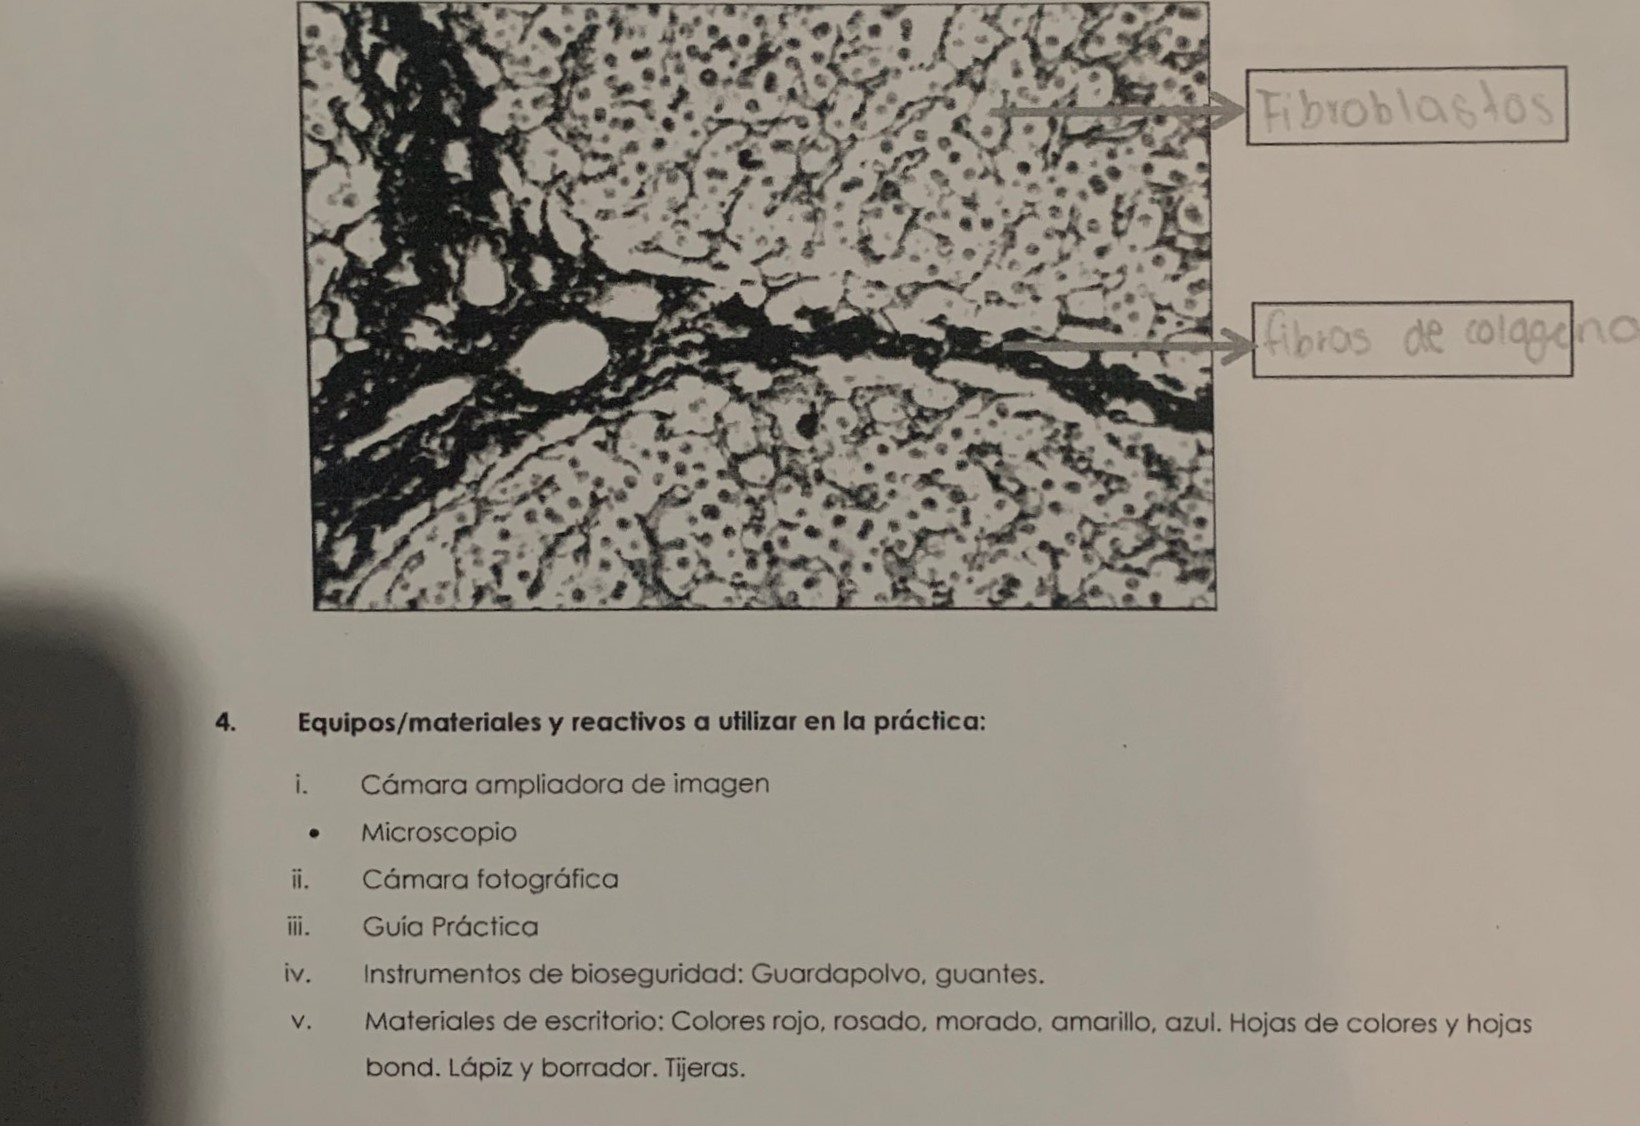 Fibroblastos
fibras de colageno
4. Equipos/materiales y reactivos a utilizar en la práctica:
i. Cámara ampliadora de imagen
• Microscopio
ii. Cámara fotográfica
iii. Guía Práctica
iv. Instrumentos de bioseguridad: Guardapolvo, guantes.
v. Materiales de escritorio: Colores rojo, rosado, morado, amarillo, azul. Hojas de colores y hojas
bond. Lápiz y borrador. Tijeras.